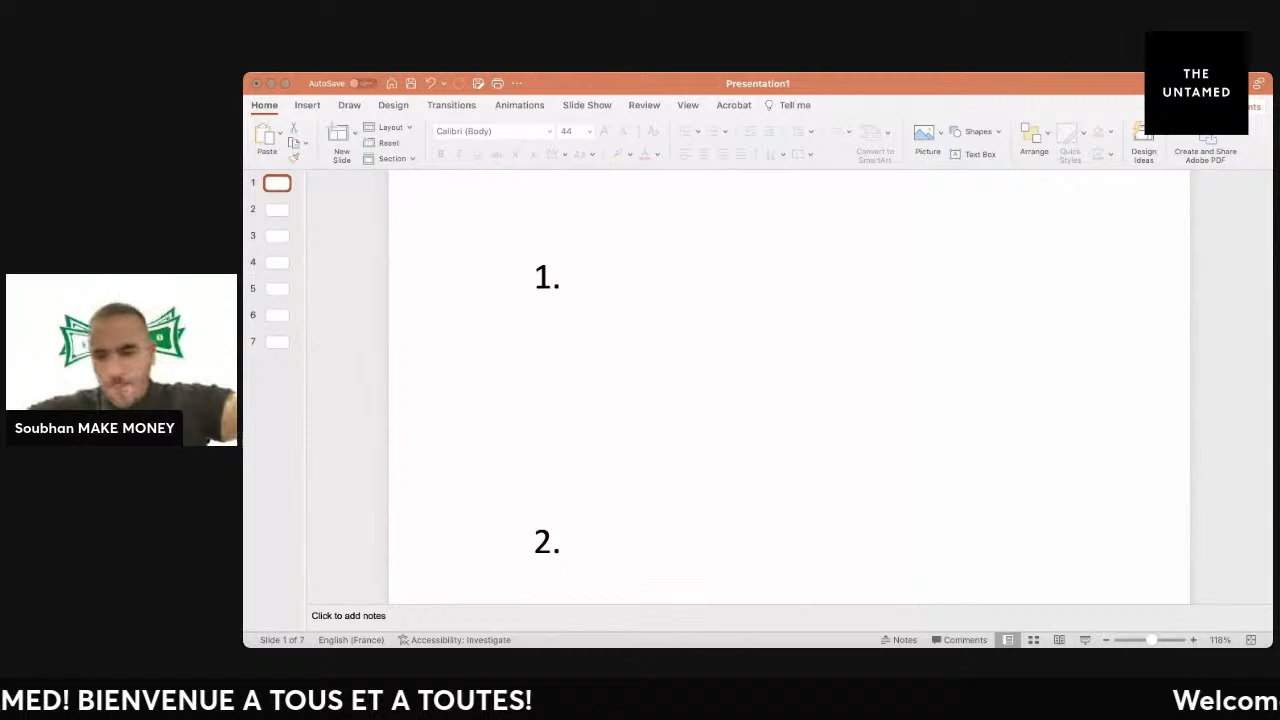 THE
UNTAMED
AutoSave
Presentation1
Home Insert Draw Design Transitions Animations Slide Show Review View Acrobat Tell me
Paste
New
Slide
Layout
Reset
Section
Calibri (Body) 44
Convert to
SmartArt
Picture
Shapes
Text Box
Arrange
Quick
Styles
Design
Ideas
Create and Share
Adobe PDF
1
2
3
4
5
6
7
1.
2.
Click to add notes
Slide 1 of 7 English (France) Accessibility: Investigate Notes Comments 118%
Soubhan MAKE MONEY
MED! BIENVENUE A TOUS ET A TOUTES! Welcom